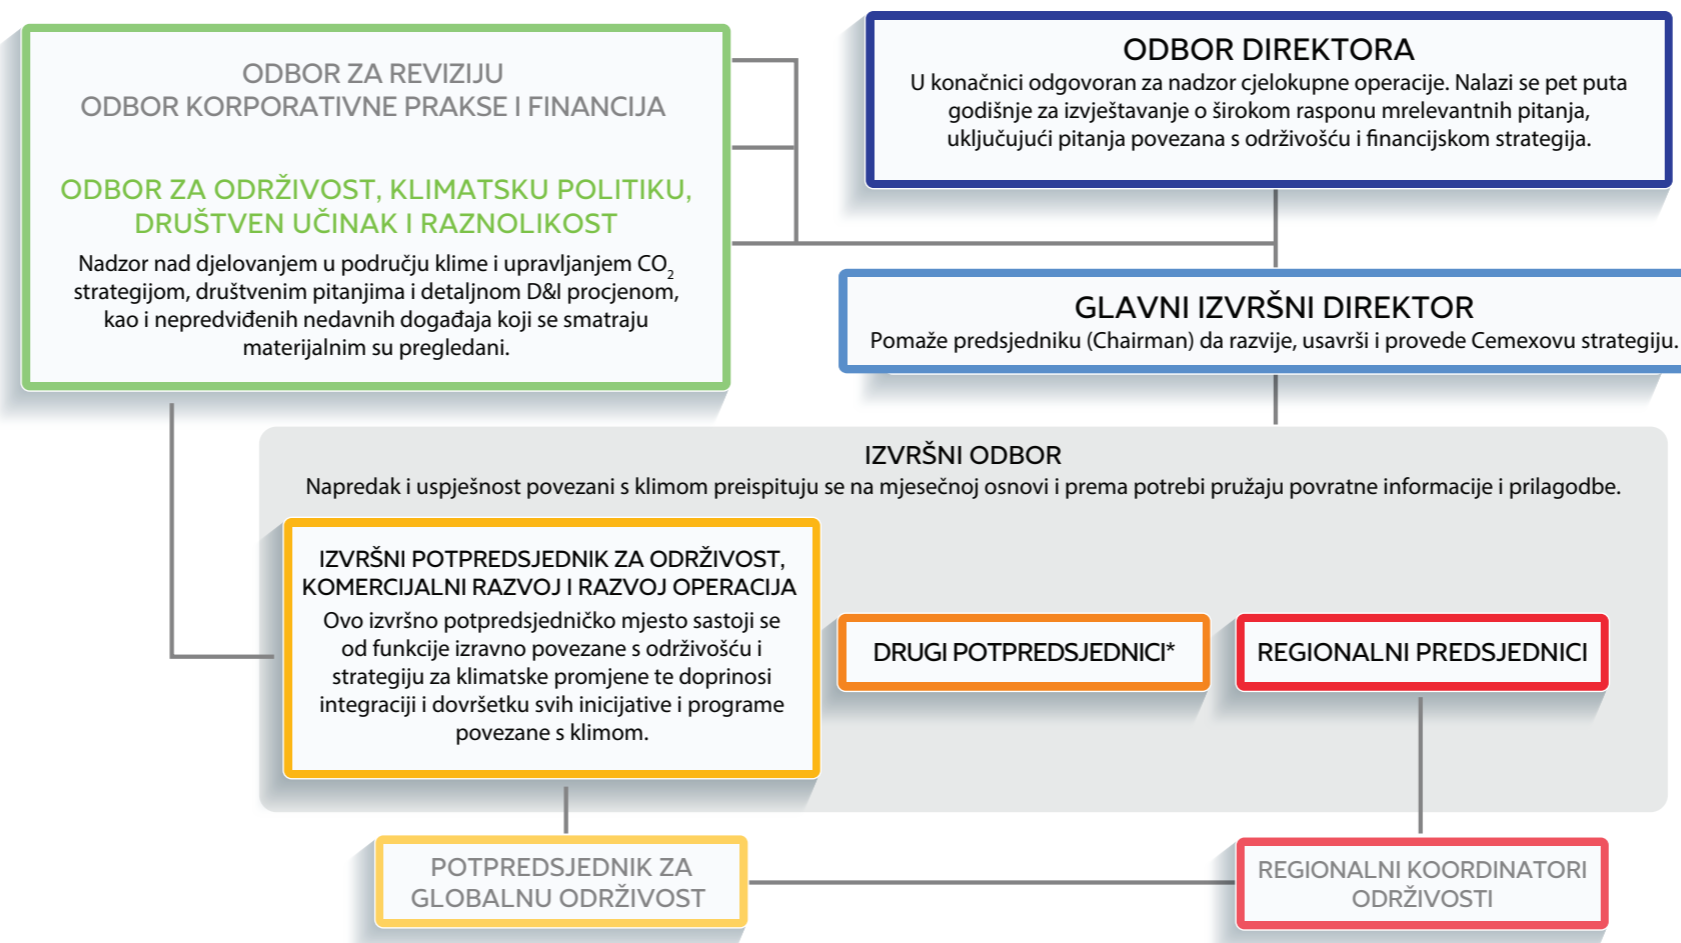 ODBOR ZA REVIZIJU
ODBOR KORPORATIVNE PRAKSE I FINANCIJA
ODBOR ZA ODRŽIVOST, KLIMATSKU POLITIKU,
DRUŠTVEN UČINAK I RAZNOLIKOST
Nadzor nad djelovanjem u području klime i upravljanjem CO₂
strategijom, društvenim pitanjima i detaljnom D&I procjenom,
kao i nepredviđenih nedavnih događaja koji se smatraju
materijalnim su pregledani.
ODBOR DIREKTORA
U konačnici odgovoran za nadzor cjelokupne operacije. Nalazi se pet puta
godišnje za izvještavanje o širokom rasponu mrelevantnih pitanja,
uključujući pitanja povezana s održivošću i financijskom strategija.
GLAVNI IZVRŠNI DIREKTOR
Pomaže predsjedniku (Chairman) da razvije, usavrši i provede Cemexovu strategiju.
IZVRŠNI ODBOR
Napredak i uspješnost povezani s klimom preispituju se na mjesečnoj osnovi i prema potrebi pružaju povratne informacije i prilagodbe.
IZVRŠNI POTPREDSJEDNIK ZA ODRŽIVOST,
KOMERCIJALNI RAZVOJ I RAZVOJ OPERACIJA
Ovo izvršno potpredsjedničko mjesto sastoji se
od funkcije izravno povezane s održivošću i
strategiju za klimatske promjene te doprinosi
integraciji i dovršetku svih inicijative i programe
povezane s klimom.
DRUGI POTPREDSJEDNICI*
REGIONALNI PREDSJEDNICI
POTPREDSJEDNIK ZA
GLOBALNU ODRŽIVOST
REGIONALNI KOORDINATORI
ODRŽIVOSTI